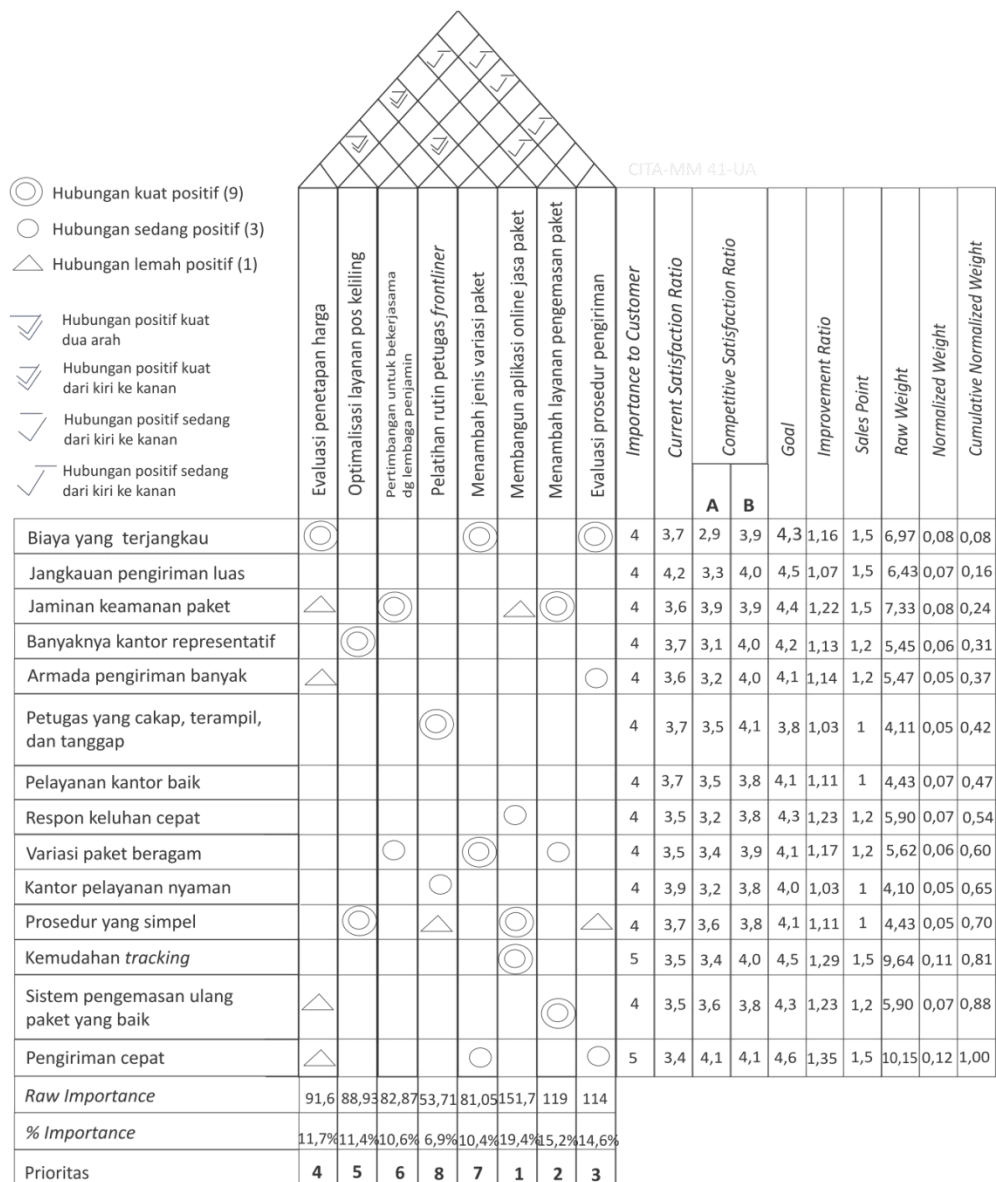 CITA-MM 41-UA
Hubungan kuat positif (9)
Hubungan sedang positif (3)
Hubungan lemah positif (1)
Hubungan positif kuat
dua arah
Hubungan positif kuat
dari kiri ke kanan
Hubungan positif sedang
dari kiri ke kanan
Hubungan positif sedang
dari kiri ke kanan
Evaluasi penetapan harga
Optimalisasi layanan pos keliling
Pertimbangan untuk bekerjasama
dg lembaga penjamin
Pelatihan rutin petugas frontliner
Menambah jenis variasi paket
Membangun aplikasi online jasa paket
Menambah layanan pengemasan paket
Evaluasi prosedur pengiriman
Importance to Customer
Current Satisfaction Ratio
Competitive Satisfaction Ratio
A B
Goal
Improvement Ratio
Sales Point
Raw Weight
Normalized Weight
Cumulative Normalized Weight
Biaya yang terjangkau 4 3,7 2,9 3,9 4,3 1,16 1,5 6,97 0,08 0,08
Jangkauan pengiriman luas 4 4,2 3,3 4,0 4,5 1,07 1,5 6,43 0,07 0,16
Jaminan keamanan paket 4 3,6 3,9 3,9 4,4 1,22 1,5 7,33 0,08 0,24
Banyaknya kantor representatif 4 3,7 3,1 4,0 4,2 1,13 1,2 5,45 0,06 0,31
Armada pengiriman banyak 4 3,6 3,2 4,0 4,1 1,14 1,2 5,47 0,05 0,37
Petugas yang cakap, terampil,
dan tanggap 4 3,7 3,5 4,1 3,8 1,03 1 4,11 0,05 0,42
Pelayanan kantor baik 4 3,7 3,5 3,8 4,1 1,11 1 4,43 0,07 0,47
Respon keluhan cepat 4 3,5 3,2 3,8 4,3 1,23 1,2 5,90 0,07 0,54
Variasi paket beragam 4 3,5 3,4 3,9 4,1 1,17 1,2 5,62 0,06 0,60
Kantor pelayanan nyaman 4 3,9 3,2 3,8 4,0 1,03 1 4,10 0,05 0,65
Prosedur yang simpel 4 3,7 3,6 3,8 4,1 1,11 1 4,43 0,05 0,70
Kemudahan tracking 5 3,5 3,4 4,0 4,5 1,29 1,5 9,64 0,11 0,81
Sistem pengemasan ulang
paket yang baik 4 3,5 3,6 3,8 4,3 1,23 1,2 5,90 0,07 0,88
Pengiriman cepat 5 3,4 4,1 4,1 4,6 1,35 1,5 10,15 0,12 1,00
Raw Importance 91,6 88,93 82,87 53,71 81,05 151,7 119 114
% Importance 11,7% 11,4% 10,6% 6,9% 10,4% 19,4% 15,2% 14,6%
Prioritas 4 5 6 8 7 1 2 3